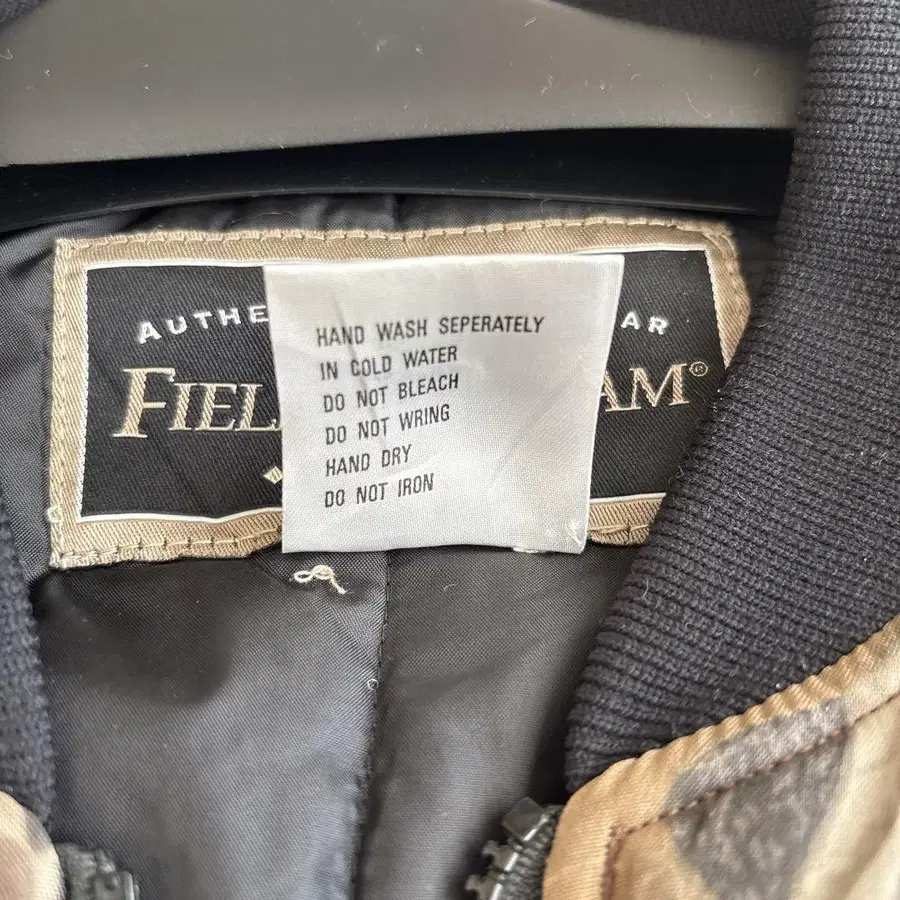 AUTHE
AR
FIEL
AM®
HAND WASH SEPERATELY
IN COLD WATER
DO NOT BLEACH
DO NOT WRING
HAND DRY
DO NOT IRON